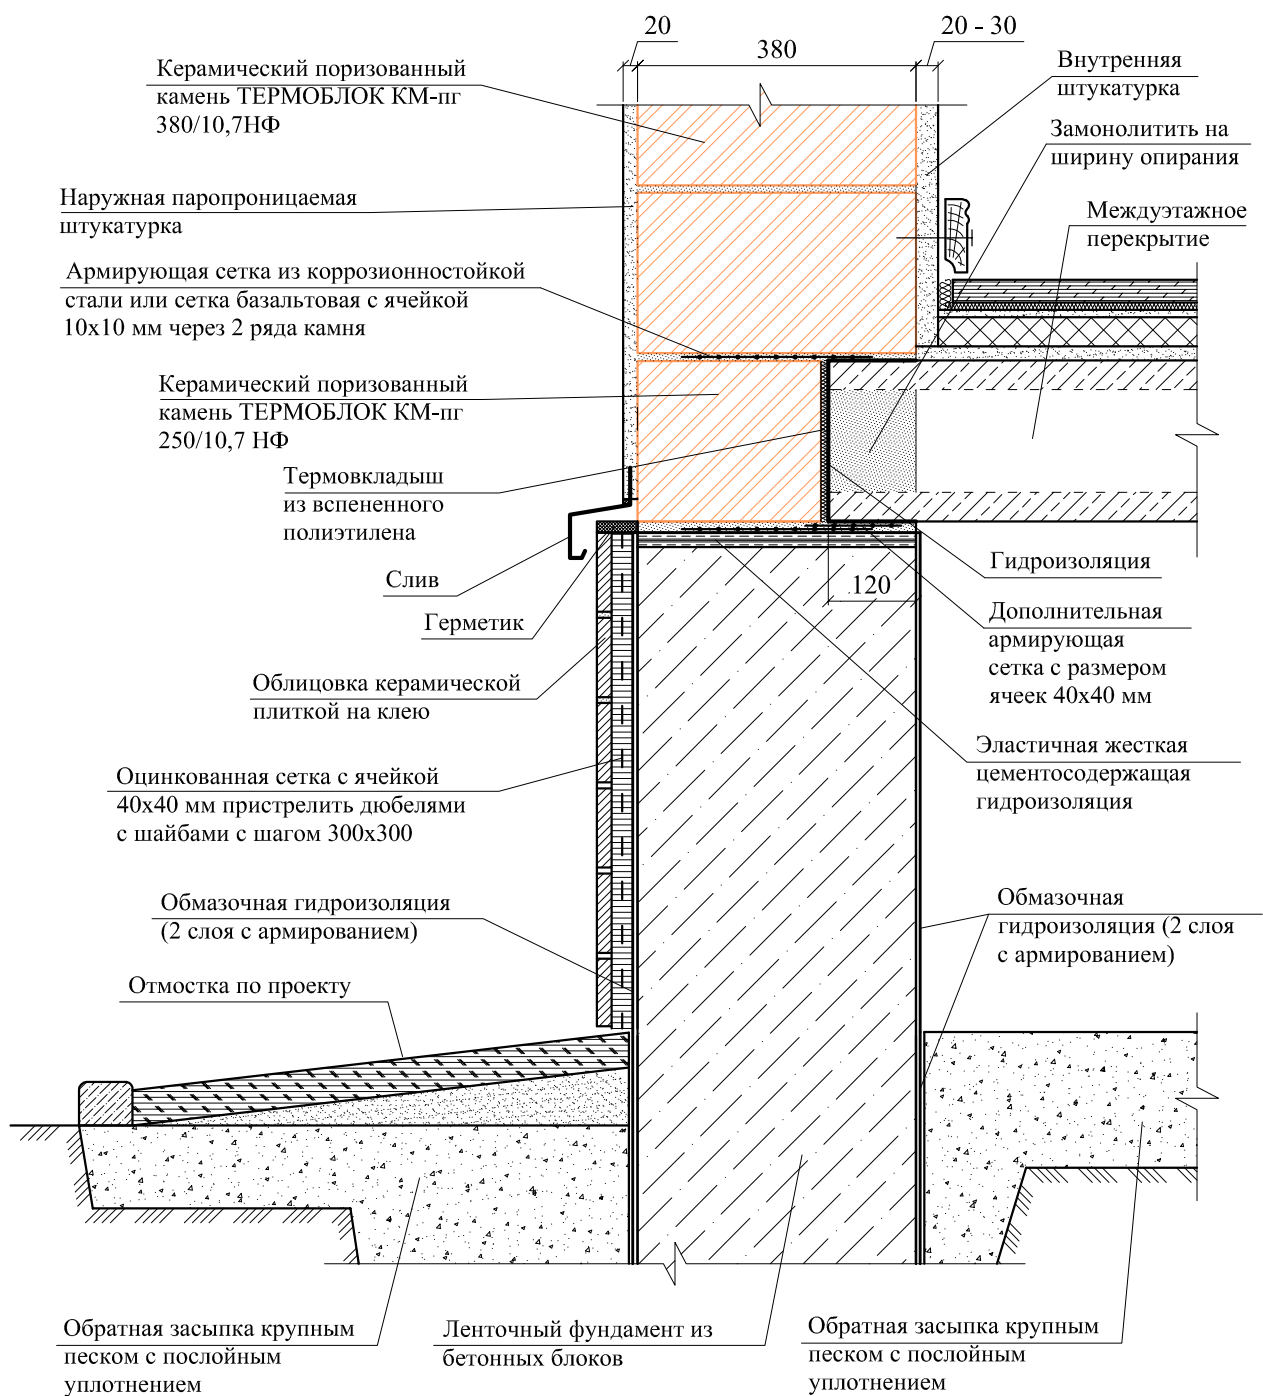 20
380
20 - 30
Керамический поризованный
камень ТЕРМОБЛОК КМ-пг
380/10,7НФ
Наружная паропроницаемая
штукатурка
Армирующая сетка из коррозионностойкой
стали или сетка базальтовая с ячейкой
10х10 мм через 2 ряда камня
Керамический поризованный
камень ТЕРМОБЛОК КМ-пг
250/10,7 НФ
Термовкладыш
из вспененного
полиэтилена
Слив
Герметик
Облицовка керамической
плиткой на клею
Оцинкованная сетка с ячейкой
40х40 мм пристрелить дюбелями
с шайбами с шагом 300х300
Обмазочная гидроизоляция
(2 слоя с армированием)
Отмостка по проекту
Внутренняя
штукатурка
Замонолитить на
ширину опирания
Междуэтажное
перекрытие
120
Гидроизоляция
Дополнительная
армирующая
сетка с размером
ячеек 40х40 мм
Эластичная жесткая
цементосодержащая
гидроизоляция
Обмазочная
гидроизоляция (2 слоя
с армированием)
Обратная засыпка крупным
песком с послойным
уплотнением
Ленточный фундамент из
бетонных блоков
Обратная засыпка крупным
песком с послойным
уплотнением